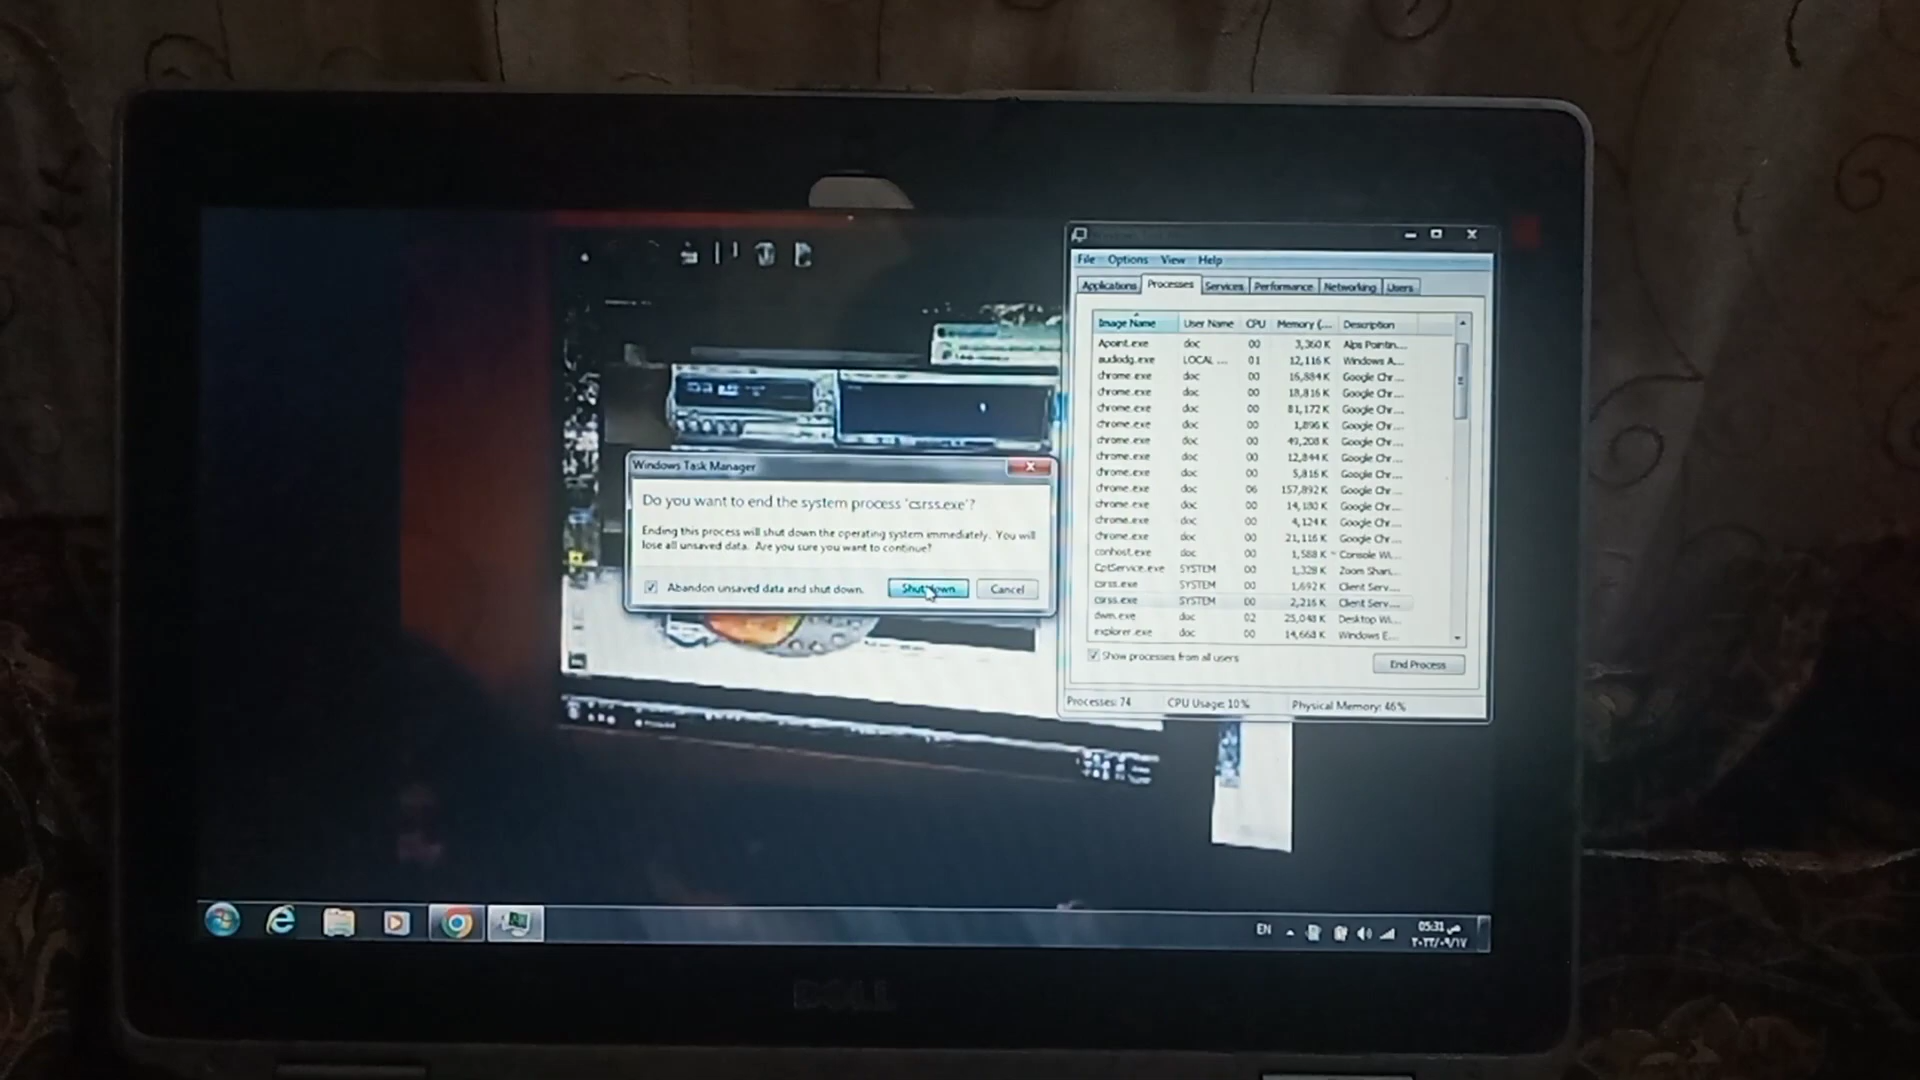 File Options View Help
Applications Processes Services Performance Networking Users
Image Name User Name CPU Memory (... Description
Apoint.exe doc 00 3,360 K Alps Pointin...
audiodg.exe LOCAL ... 01 12,116 K Windows A...
chrome.exe doc 00 16,884 K Google Chr...
chrome.exe doc 00 18,816 K Google Chr...
chrome.exe doc 00 81,172 K Google Chr...
chrome.exe doc 00 1,896 K Google Chr...
chrome.exe doc 00 49,208 K Google Chr...
chrome.exe doc 00 12,844 K Google Chr...
chrome.exe doc 00 5,816 K Google Chr...
chrome.exe doc 06 157,892 K Google Chr...
chrome.exe doc 00 14,180 K Google Chr...
chrome.exe doc 00 4,124 K Google Chr...
chrome.exe doc 00 21,116 K Google Chr...
conhost.exe doc 00 1,588 K Console Wi...
CptService.exe SYSTEM 00 1,328 K Zoom Shari...
csrss.exe SYSTEM 00 1,692 K Client Serv...
csrss.exe SYSTEM 00 2,216 K Client Serv...
dwm.exe doc 02 25,048 K Desktop Wi...
explorer.exe doc 00 14,668 K Windows E...
Show processes from all users
End Process
Processes: 74 CPU Usage: 10% Physical Memory: 46%
Windows Task Manager
Do you want to end the system process 'csrss.exe'?
Ending this process will shut down the operating system immediately. You will
lose all unsaved data. Are you sure you want to continue?
Abandon unsaved data and shut down.
Shut down Cancel
EN
05:31 ص
٢٠٢٢/٠٩/١٧
DELL